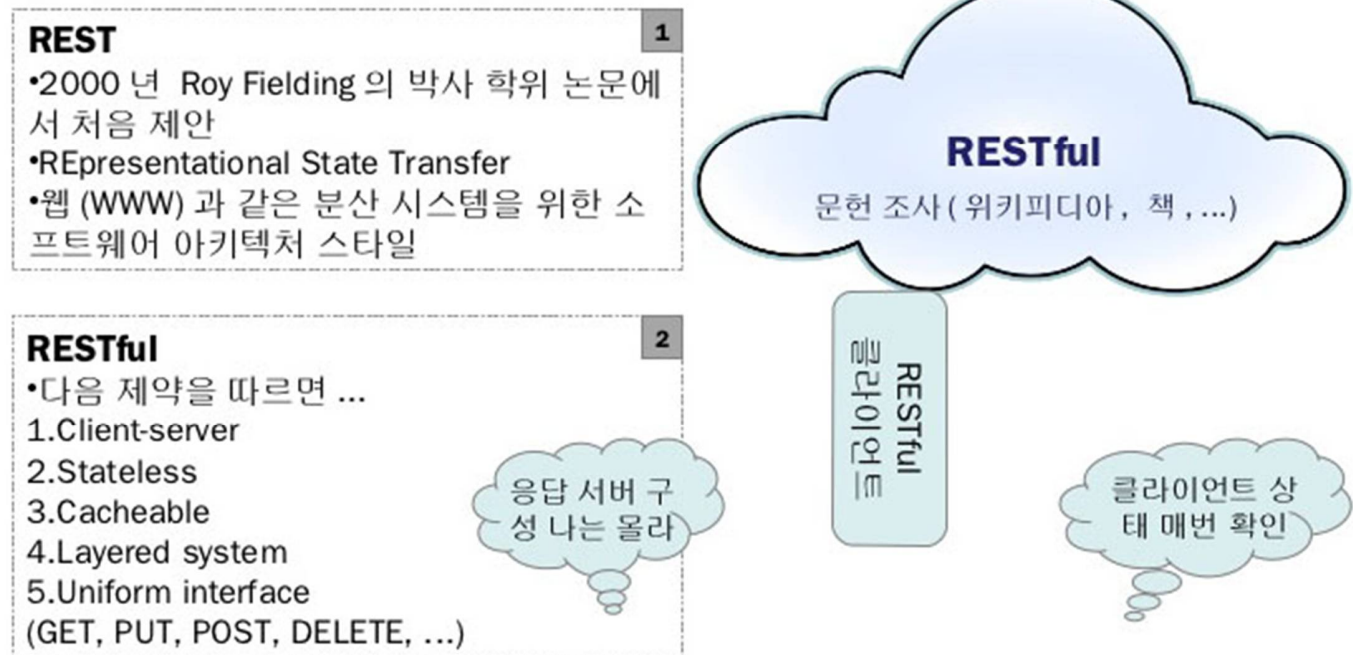 REST
1
•2000 년 Roy Fielding 의 박사 학위 논문에
서 처음 제안
•REpresentational State Transfer
•웹 (WWW) 과 같은 분산 시스템을 위한 소
프트웨어 아키텍처 스타일
RESTful
문헌 조사 ( 위키피디아 , 책 , ...)
RESTful
2
•다음 제약을 따르면 ...
1.Client-server
2.Stateless
3.Cacheable
4.Layered system
5.Uniform interface
(GET, PUT, POST, DELETE, ...)
응답 서버 구
성 나는 몰라
RESTful
클라이언트
클라이언트 상
태 매번 확인